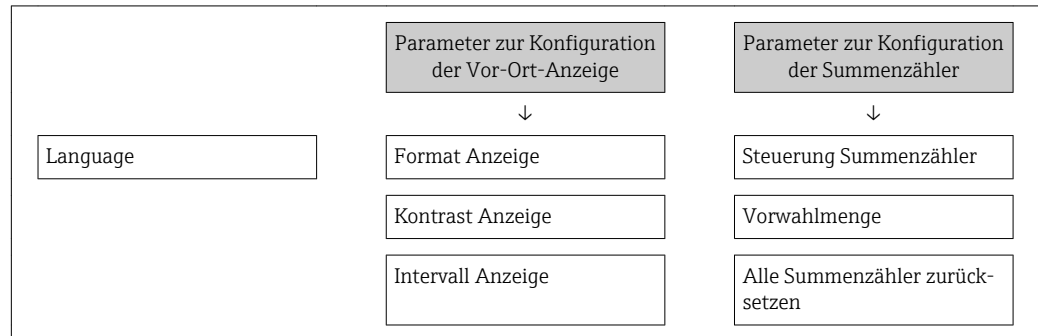 Parameter zur Konfiguration
der Vor-Ort-Anzeige
Parameter zur Konfiguration
der Summenzähler
↓
↓
Language
Format Anzeige
Steuerung Summenzähler
Kontrast Anzeige
Vorwahlmenge
Intervall Anzeige
Alle Summenzähler zurück-
setzen